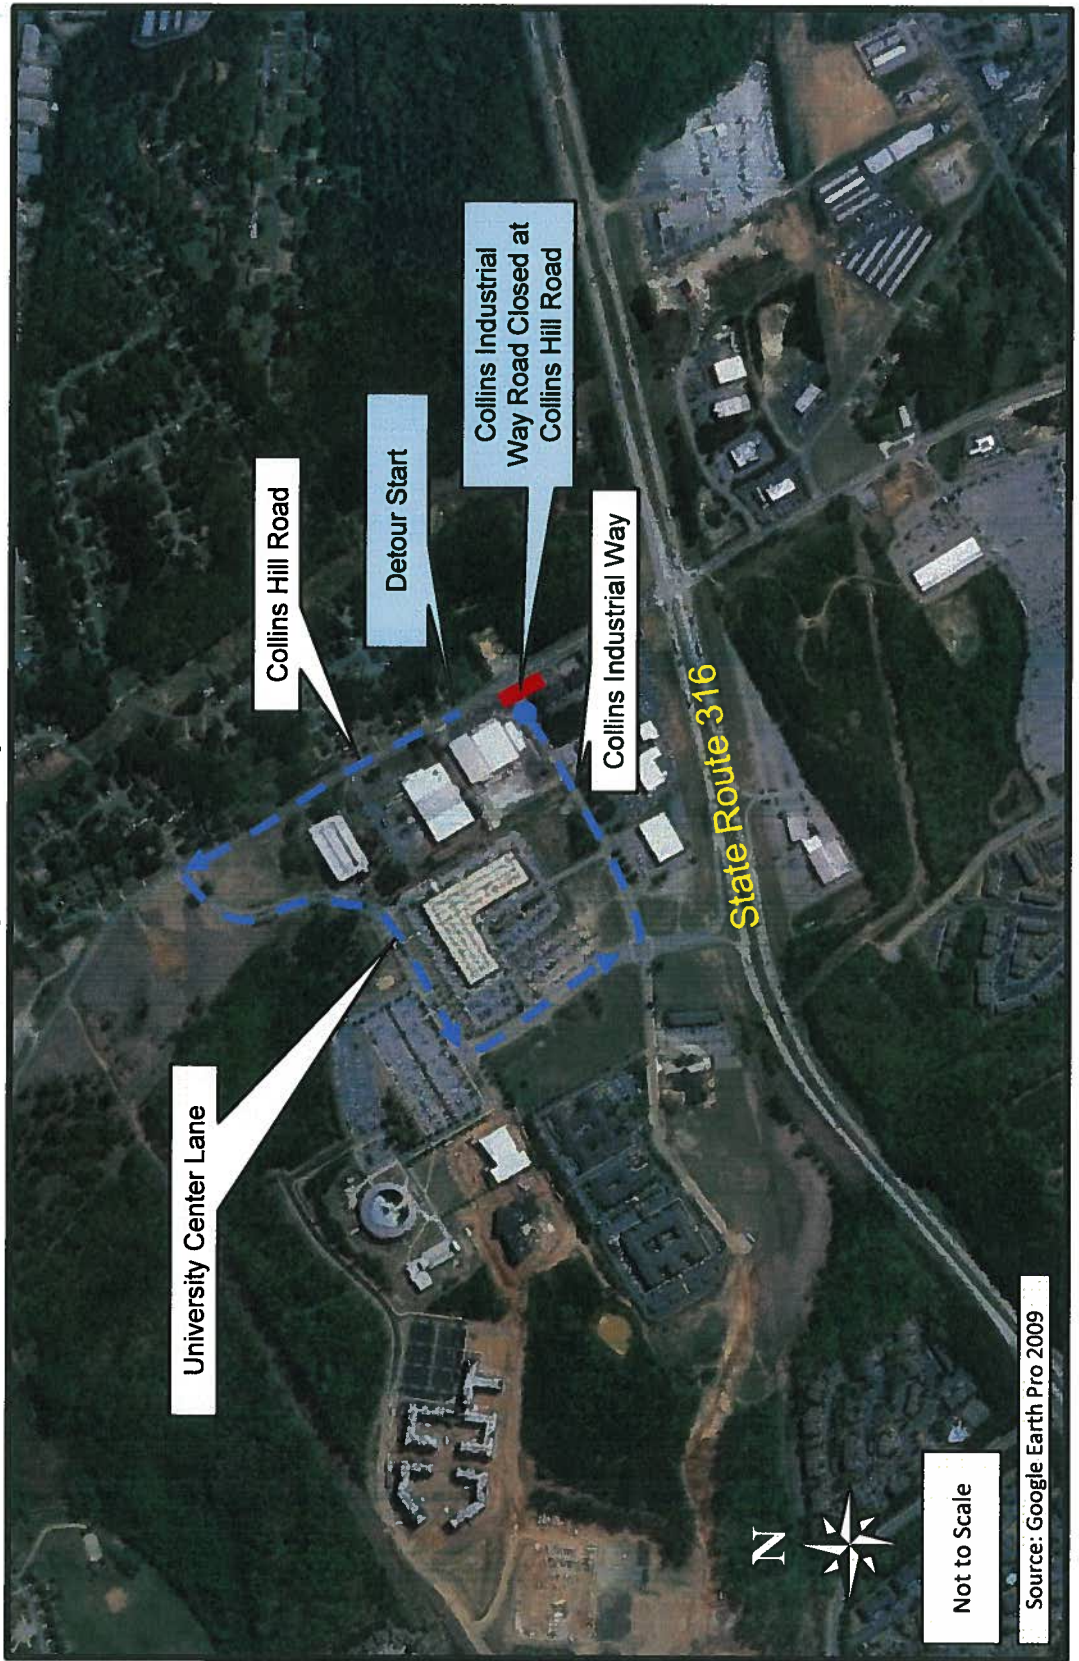 Collins Hill Road
Detour Start
Collins Industrial
Way Road Closed at
Collins Hill Road
Collins Industrial Way
University Center Lane
State Route 316
N
Not to Scale
Source: Google Earth Pro 2009